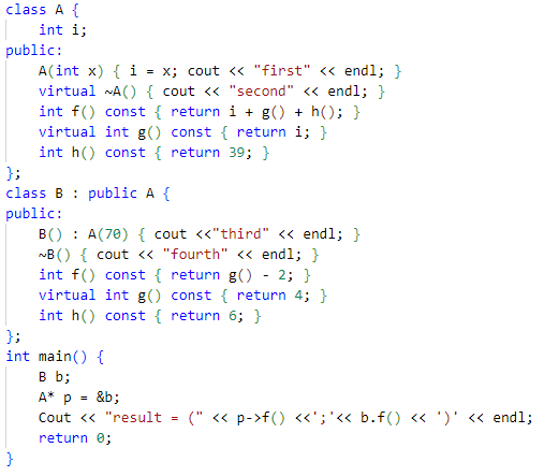 class A {
    int i;
public:
    A(int x) { i = x; cout << "first" << endl; }
    virtual ~A() { cout << "second" << endl; }
    int f() const { return i + g() + h(); }
    virtual int g() const { return i; }
    int h() const { return 39; }
};
class B : public A {
public:
    B() : A(70) { cout <<"third" << endl; }
    ~B() { cout << "fourth" << endl; }
    int f() const { return g() - 2; }
    virtual int g() const { return 4; }
    int h() const { return 6; }
};
int main() {
    B b;
    A* p = &b;
    Cout << "result = (" << p->f() <<';'<< b.f() << ')' << endl;
    return 0;
}